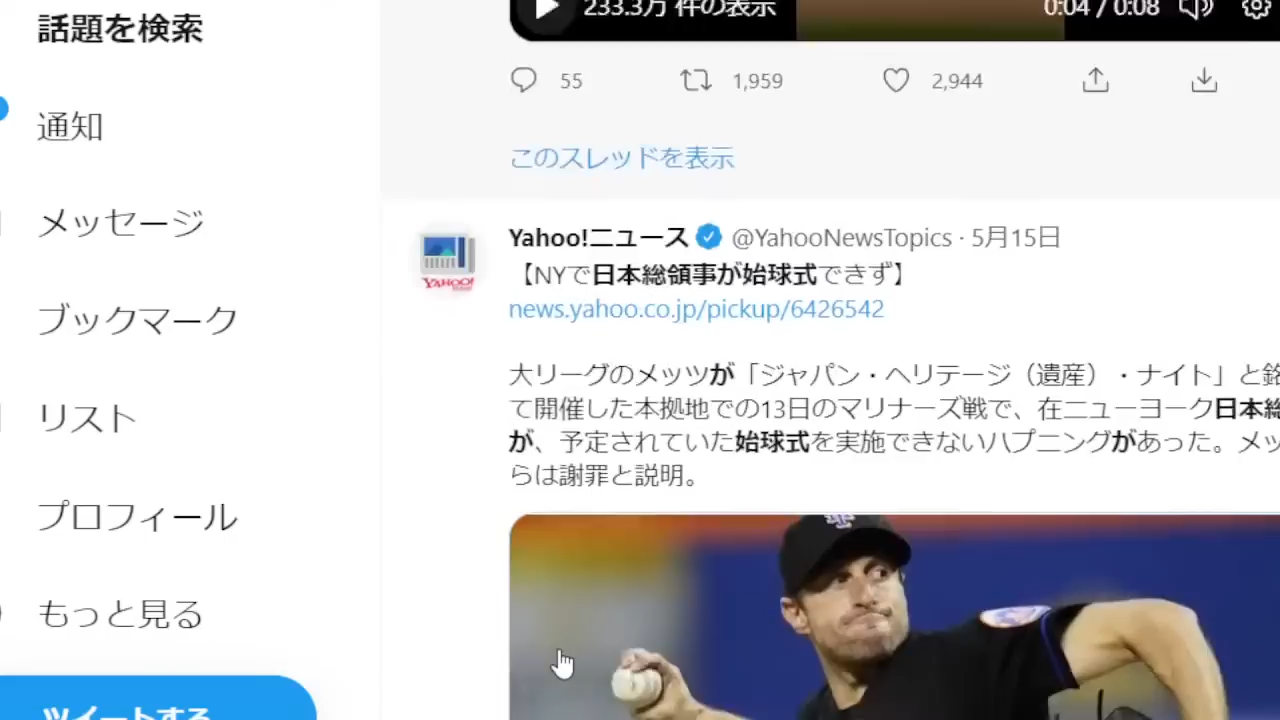 話題を検索
通知
メッセージ
ブックマーク
リスト
プロフィール
もっと見る
ツイートする
233.3万 件の表示
0:04 / 0:08
55
1,959
2,944
このスレッドを表示
Yahoo!ニュース @YahooNewsTopics · 5月15日
【NYで日本総領事が始球式できず】
news.yahoo.co.jp/pickup/6426542
大リーグのメッツが「ジャパン・ヘリテージ（遺産）・ナイト」と銘
て開催した本拠地での13日のマリナーズ戦で、在ニューヨーク日本総
が、予定されていた始球式を実施できないハプニングがあった。メッ
らは謝罪と説明。
YAHOO!